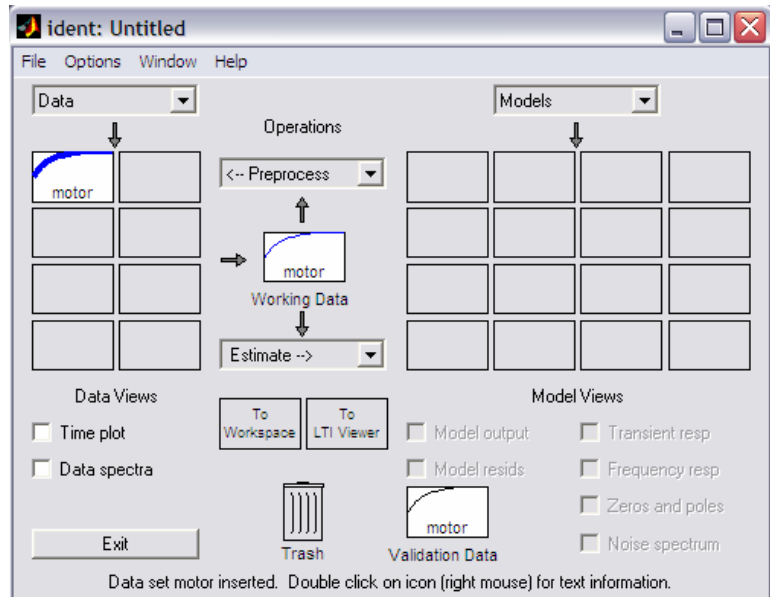 ident: Untitled
File Options Window Help
Data
Models
Operations
motor
<-- Preprocess
motor
Working Data
Estimate -->
Data Views
Model Views
To Workspace
To LTI Viewer
Time plot
Data spectra
Model output
Transient resp
Model resids
Frequency resp
Zeros and poles
Noise spectrum
motor
Exit
Trash
Validation Data
Data set motor inserted. Double click on icon (right mouse) for text information.